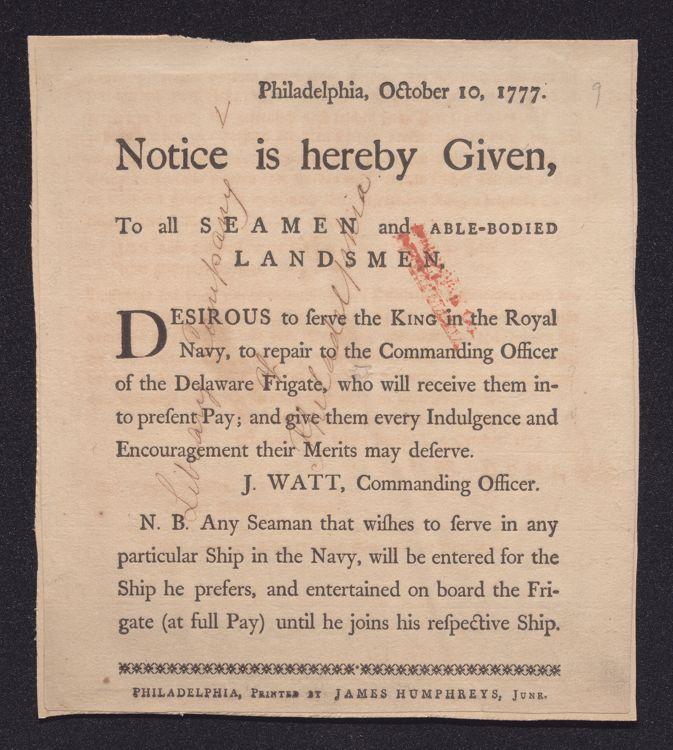 Philadelphia, October 10, 1777.
9
Notice is hereby Given,
To all SEAMEN and ABLE-BODIED
LANDSMEN,
DESIROUS to ſerve the KING in the Royal
Navy, to repair to the Commanding Officer
of the Delaware Frigate, who will receive them in-
to preſent Pay; and give them every Indulgence and
Encouragement their Merits may deſerve.
J. WATT, Commanding Officer.
N. B. Any Seaman that wiſhes to ſerve in any
particular Ship in the Navy, will be entered for the
Ship he prefers, and entertained on board the Fri-
gate (at full Pay) until he joins his reſpective Ship.
PHILADELPHIA, PRINTED BY JAMES HUMPHREYS, JUNR.
Library Company
Philadelphia